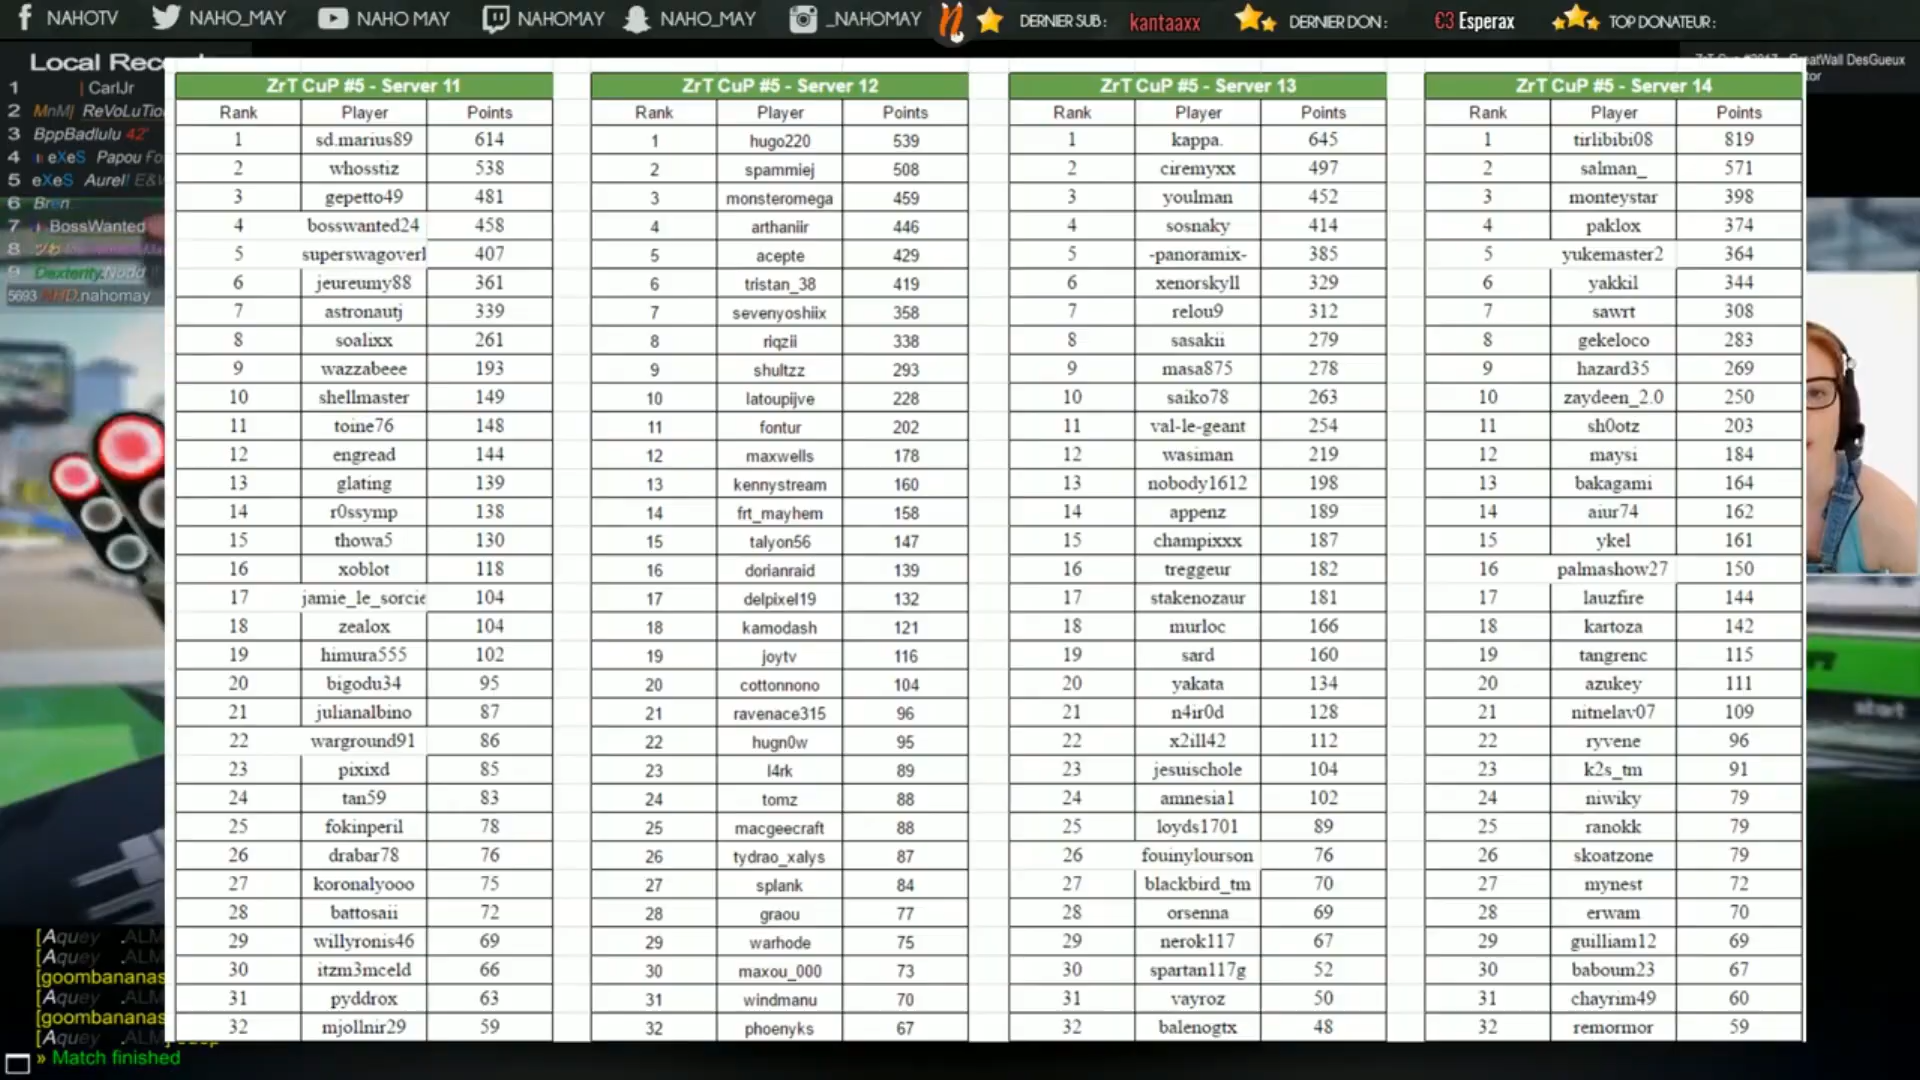 NAHOTV NAHO_MAY NAHO MAY NAHOMAY NAHO_MAY _NAHOMAY DERNIER SUB : kantaaxx DERNIER DON : €3 Esperax TOP DONATEUR :
Local Rec
1 | CarlJr
2 MnM| ReVoLuTio
3 BppBadlulu 42'
4 eXeS Papou Fo
5 eXeS Aurel! E&
6 Bren
7 BossWanted
8
9 Dexterity.Nudd
5693 NHD.nahomay
GreatWall DesGueux
tor
ZrT CuP #5 - Server 11
Rank Player Points
1 sd.marius89 614
2 whosstiz 538
3 gepetto49 481
4 bosswanted24 458
5 superswagoverl 407
6 jeureumy88 361
7 astronautj 339
8 soalixx 261
9 wazzabeee 193
10 shellmaster 149
11 toine76 148
12 engread 144
13 glating 139
14 r0ssymp 138
15 thowa5 130
16 xoblot 118
17 jamie_le_sorcie 104
18 zealox 104
19 himura555 102
20 bigodu34 95
21 julianalbino 87
22 warground91 86
23 pixixd 85
24 tan59 83
25 fokinperil 78
26 drabar78 76
27 koronalyooo 75
28 battosaii 72
29 willyronis46 69
30 itzm3mceld 66
31 pyddrox 63
32 mjollnir29 59
ZrT CuP #5 - Server 12
Rank Player Points
1 hugo220 539
2 spammiej 508
3 monsteromega 459
4 arthaniir 446
5 acepte 429
6 tristan_38 419
7 sevenyoshiix 358
8 riqzii 338
9 shultzz 293
10 latoupijve 228
11 fontur 202
12 maxwells 178
13 kennystream 160
14 frt_mayhem 158
15 talyon56 147
16 dorianraid 139
17 delpixel19 132
18 kamodash 121
19 joytv 116
20 cottonnono 104
21 ravenace315 96
22 hugn0w 95
23 l4rk 89
24 tomz 88
25 macgeecraft 88
26 tydrao_xalys 87
27 splank 84
28 graou 77
29 warhode 75
30 maxou_000 73
31 windmanu 70
32 phoenyks 67
ZrT CuP #5 - Server 13
Rank Player Points
1 kappa. 645
2 ciremyxx 497
3 youlman 452
4 sosnaky 414
5 -panoramix- 385
6 xenorskyll 329
7 relou9 312
8 sasakii 279
9 masa875 278
10 saiko78 263
11 val-le-geant 254
12 wasiman 219
13 nobody1612 198
14 appenz 189
15 champixxx 187
16 treggeur 182
17 stakenozaur 181
18 murloc 166
19 sard 160
20 yakata 134
21 n4ir0d 128
22 x2ill42 112
23 jesuischole 104
24 amnesia1 102
25 loyds1701 89
26 fouinylourson 76
27 blackbird_tm 70
28 orsenna 69
29 nerok117 67
30 spartan117g 52
31 vayroz 50
32 balenogtx 48
ZrT CuP #5 - Server 14
Rank Player Points
1 tirlibibi08 819
2 salman_ 571
3 monteystar 398
4 paklox 374
5 yukemaster2 364
6 yakkil 344
7 sawrt 308
8 gekeloco 283
9 hazard35 269
10 zaydeen_2.0 250
11 sh0otz 203
12 maysi 184
13 bakagami 164
14 aiur74 162
15 ykel 161
16 palmashow27 150
17 lauzfire 144
18 kartoza 142
19 tangrenc 115
20 azukey 111
21 nitnelav07 109
22 ryvene 96
23 k2s_tm 91
24 niwiky 79
25 ranokk 79
26 skoatzone 79
27 mynest 72
28 erwam 70
29 guilliam12 69
30 baboum23 67
31 chayrim49 60
32 remormor 59
start
[Aquey .ALM
[Aquey .ALM
[goombananas
[Aquey .ALM
[goombananas
[Aquey .ALM
» Match finished